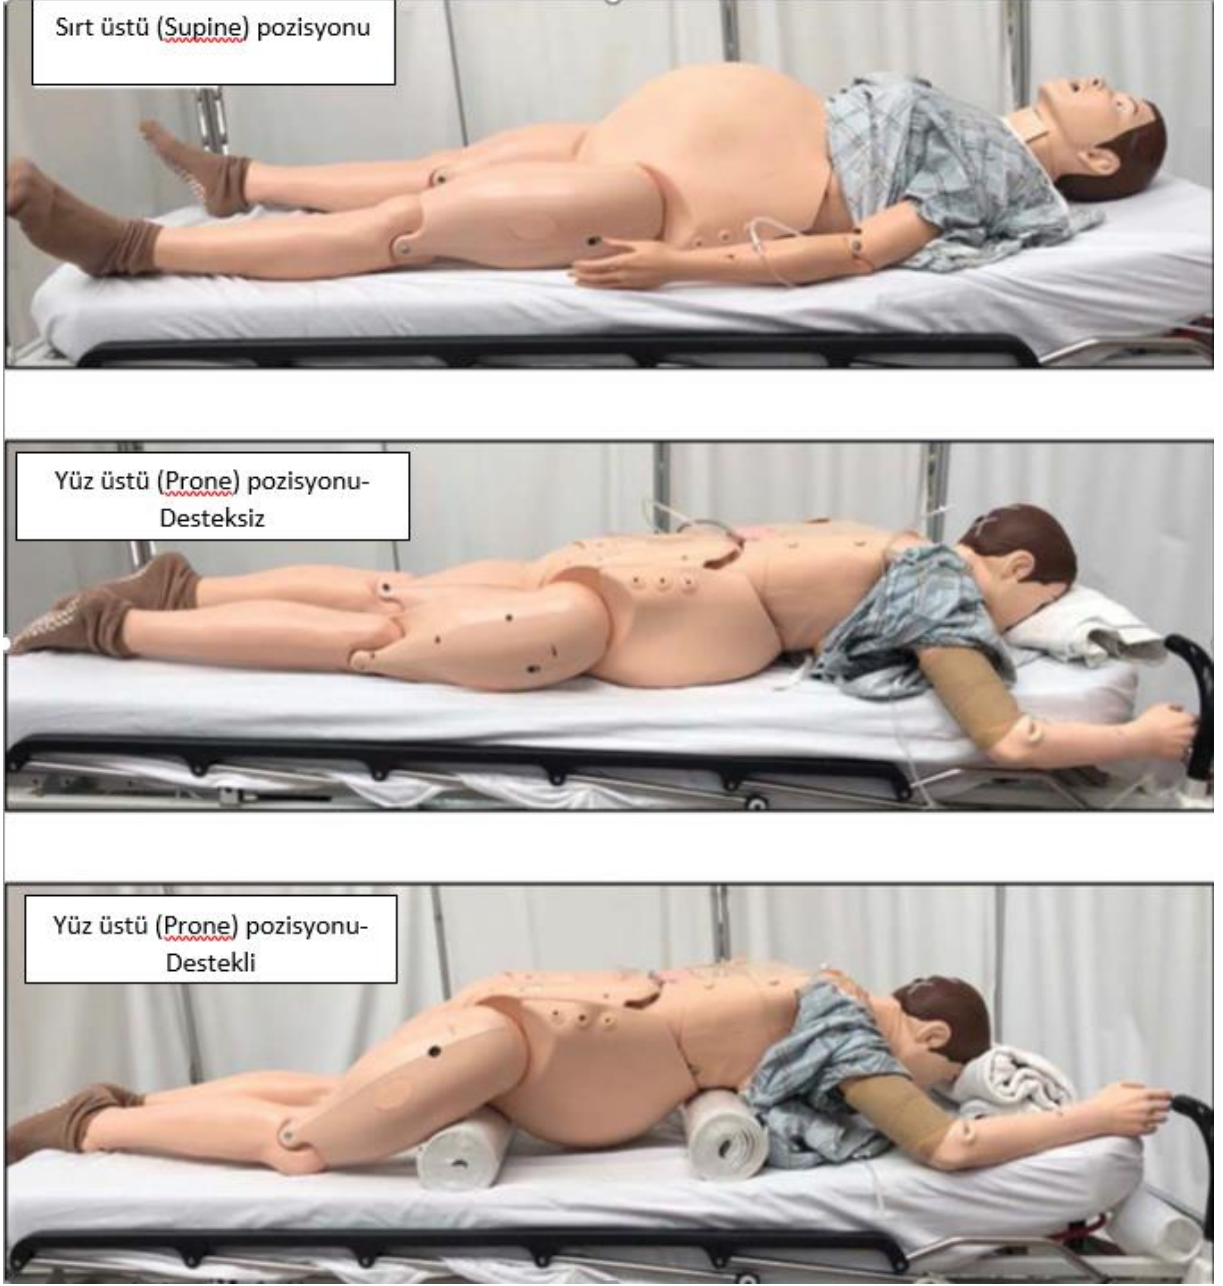 Sırt üstü (Supine) pozisyonu
Yüz üstü (Prone) pozisyonu-
Desteksiz
Yüz üstü (Prone) pozisyonu-
Destekli